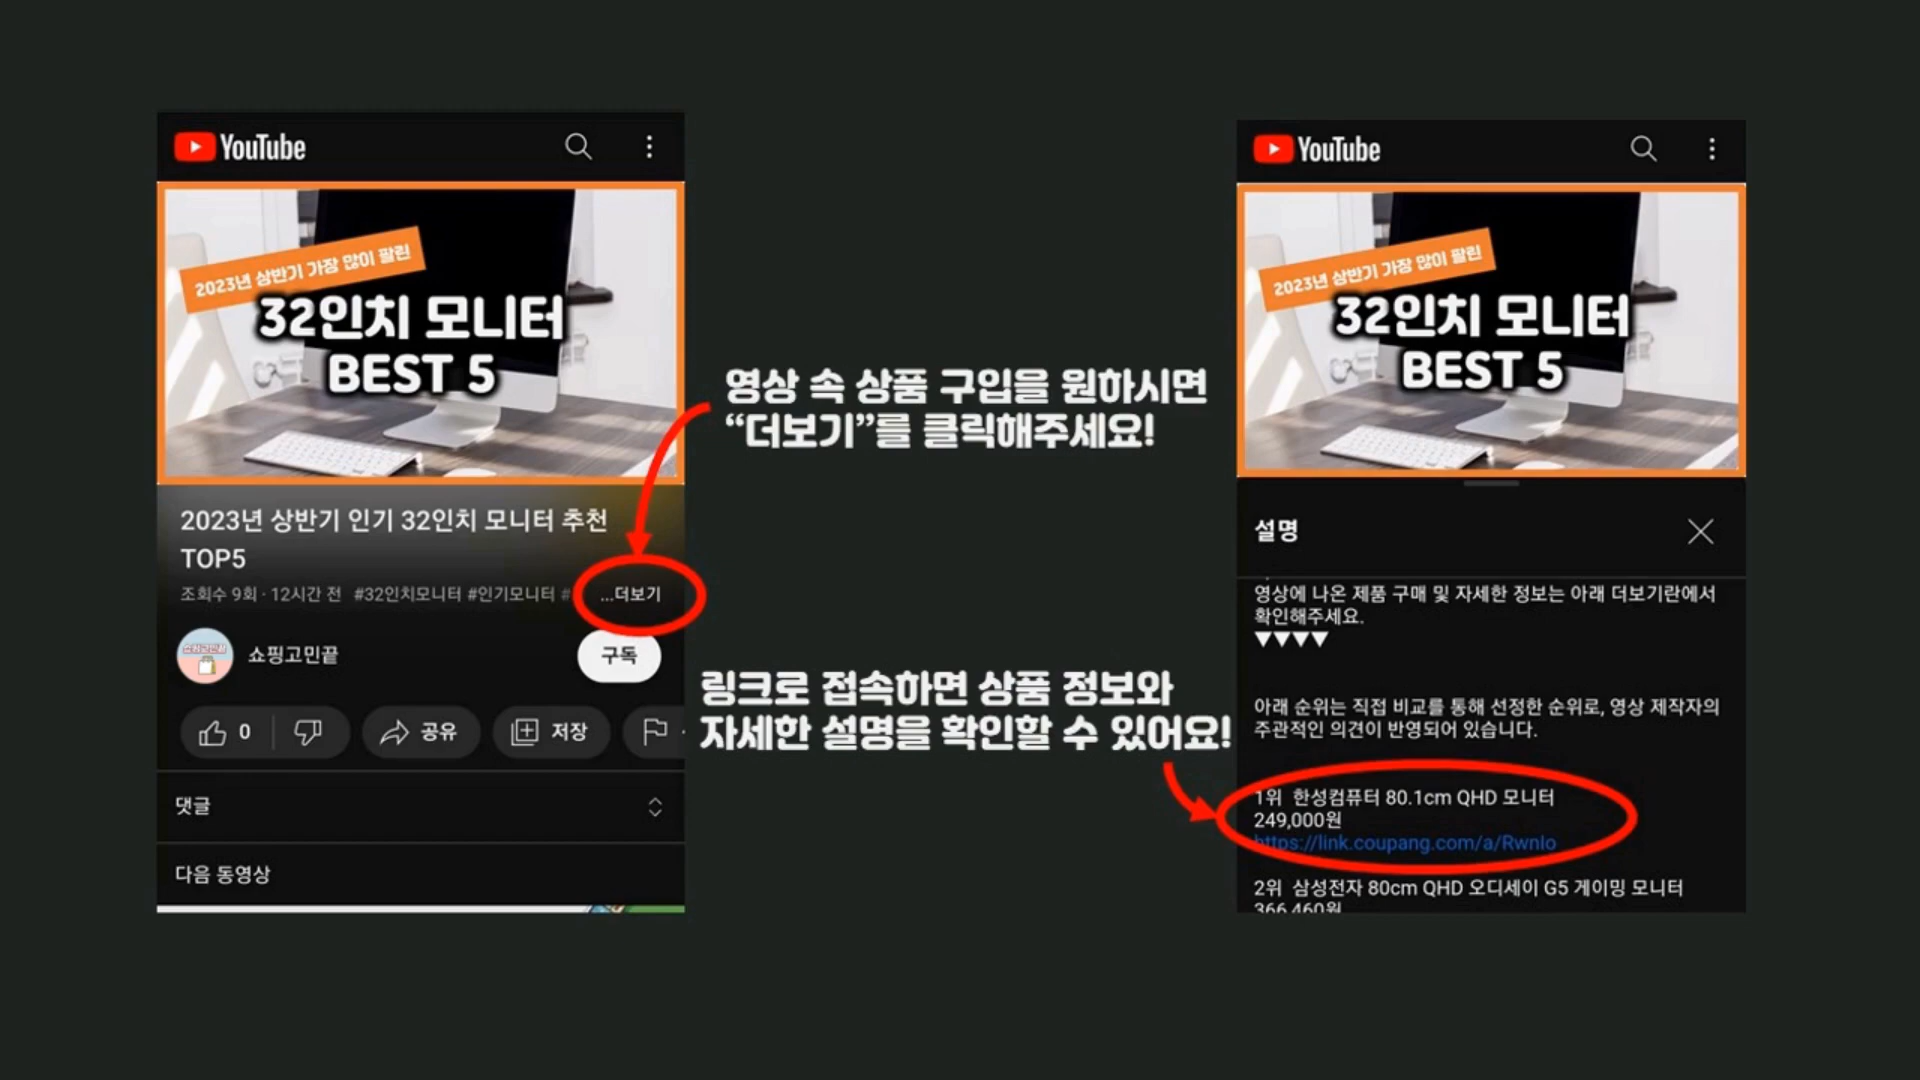 YouTube
2023년 상반기 가장 많이 팔린
32인치 모니터
BEST 5
2023년 상반기 인기 32인치 모니터 추천
TOP5
조회수 9회 · 12시간 전 #32인치모니터 #인기모니터 # ...더보기
쇼핑고민끝
쇼핑고민끝
구독
0
공유
저장
댓글
다음 동영상
영상 속 상품 구입을 원하시면
“더보기”를 클릭해주세요!
링크로 접속하면 상품 정보와
자세한 설명을 확인할 수 있어요!
YouTube
2023년 상반기 가장 많이 팔린
32인치 모니터
BEST 5
설명
영상에 나온 제품 구매 및 자세한 정보는 아래 더보기란에서
확인해주세요.
▼▼▼▼
아래 순위는 직접 비교를 통해 선정한 순위로, 영상 제작자의
주관적인 의견이 반영되어 있습니다.
1위 한성컴퓨터 80.1cm QHD 모니터
249,000원
https://link.coupang.com/a/RwnIo
2위 삼성전자 80cm QHD 오디세이 G5 게이밍 모니터
366,460원